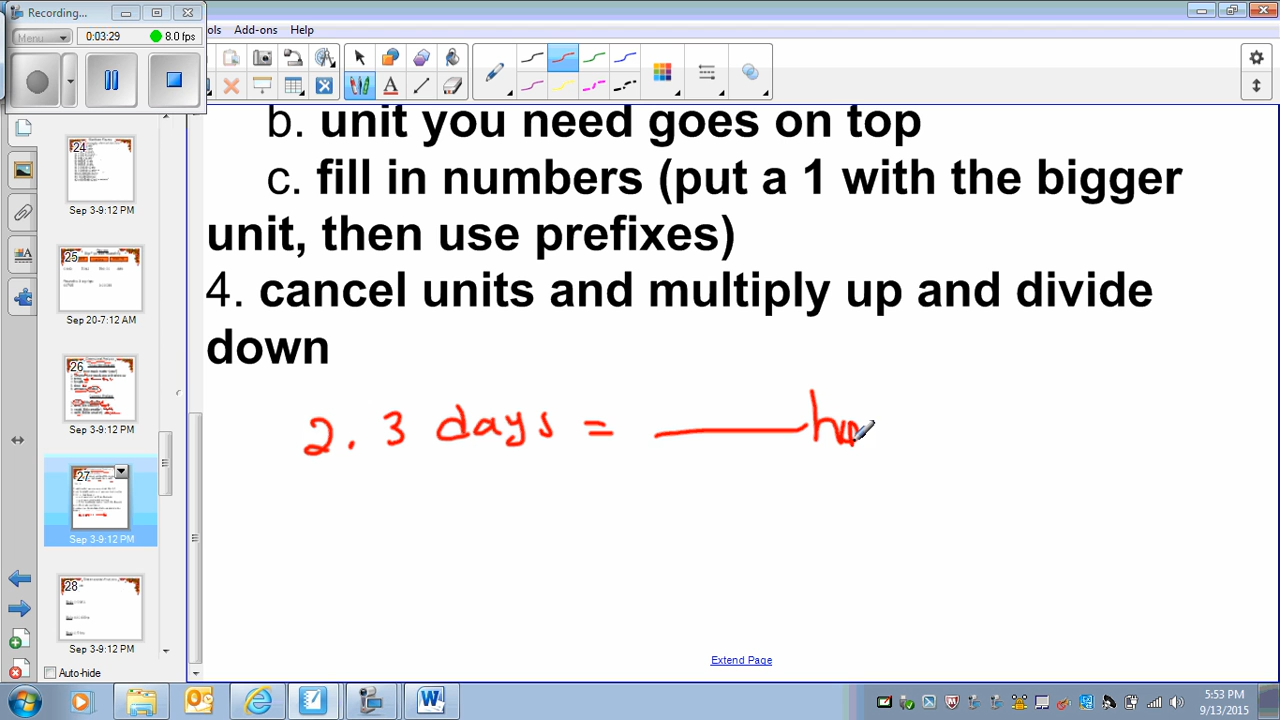 Recording...
Menu
0:03:29
8.0 fps
ols Add-ons Help
b. unit you need goes on top
c. fill in numbers (put a 1 with the bigger
unit, then use prefixes)
4. cancel units and multiply up and divide
down
2.3 days = ____
24
Sep 3-9:12 PM
25
Sep 20-7:12 AM
26
Sep 3-9:12 PM
27
Sep 3-9:12 PM
28
Sep 3-9:12 PM
Auto-hide
Extend Page
5:53 PM
9/13/2015